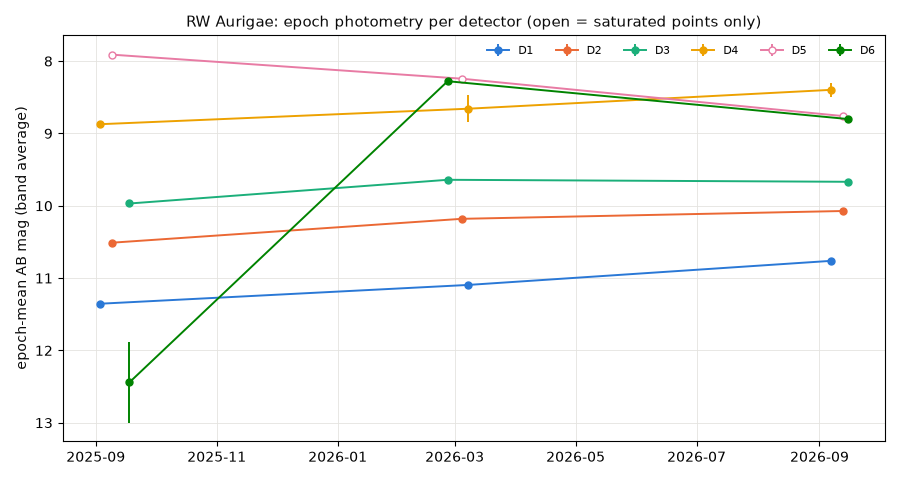 RW Aurigae: epoch photometry per detector (open = saturated points only)
D1 D2 D3 D4 D5 D6
epoch-mean AB mag (band average)
8
9
10
11
12
13
2025-09 2025-11 2026-01 2026-03 2026-05 2026-07 2026-09